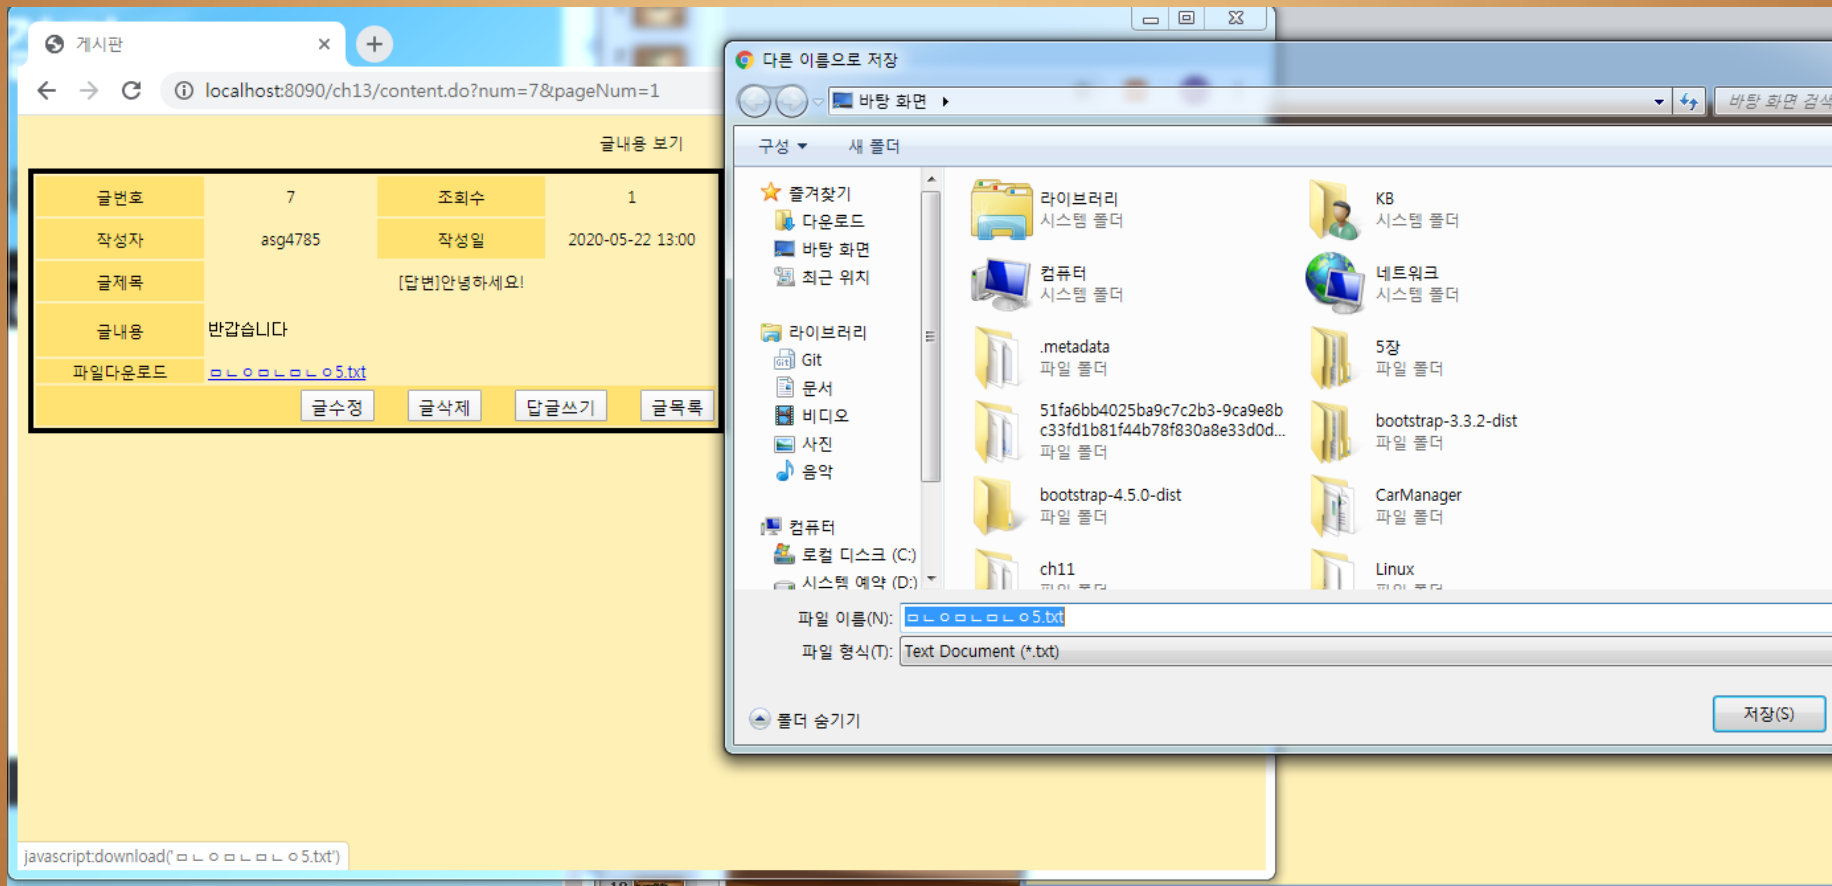 게시판
localhost:8090/ch13/content.do?num=7&pageNum=1
글내용 보기
글번호 7 조회수 1
작성자 asg4785 작성일 2020-05-22 13:00
글제목 [답변]안녕하세요!
글내용 반갑습니다
파일다운로드 ㅁㄴㅇㅁㄴㅁㄴㅇ5.txt
글수정 글삭제 답글쓰기 글목록
javascript:download('ㅁㄴㅇㅁㄴㅁㄴㅇ5.txt')
다른 이름으로 저장
바탕 화면
바탕 화면 검색
구성 새 폴더
즐겨찾기
다운로드
바탕 화면
최근 위치
라이브러리
Git
문서
비디오
사진
음악
컴퓨터
로컬 디스크 (C:)
시스템 예약 (D:)
라이브러리
시스템 폴더
KB
시스템 폴더
컴퓨터
시스템 폴더
네트워크
시스템 폴더
.metadata
파일 폴더
5장
파일 폴더
51fa6bb4025ba9c7c2b3-9ca9e8b
c33fd1b81f44b78f830a8e33d0d...
파일 폴더
bootstrap-3.3.2-dist
파일 폴더
bootstrap-4.5.0-dist
파일 폴더
CarManager
파일 폴더
ch11
파일 폴더
Linux
파일 폴더
파일 이름(N): ㅁㄴㅇㅁㄴㅁㄴㅇ5.txt
파일 형식(T): Text Document (*.txt)
폴더 숨기기
저장(S)